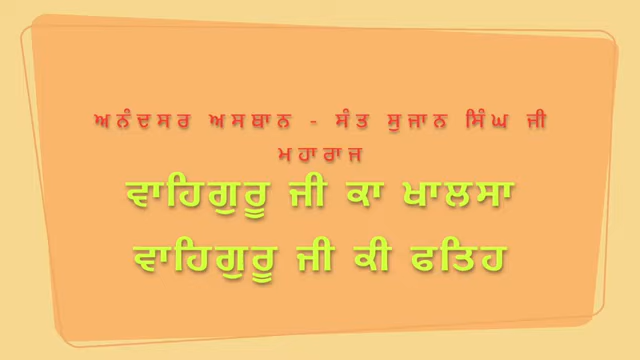 ਅਨੰਦਸਰ ਅਸਥਾਨ - ਸੰਤ ਸੁਜਾਨ ਸਿੰਘ ਜੀ
ਮਹਾਰਾਜ
ਵਾਹਿਗੁਰੂ ਜੀ ਕਾ ਖਾਲਸਾ
ਵਾਹਿਗੁਰੂ ਜੀ ਕੀ ਫਤਿਹ